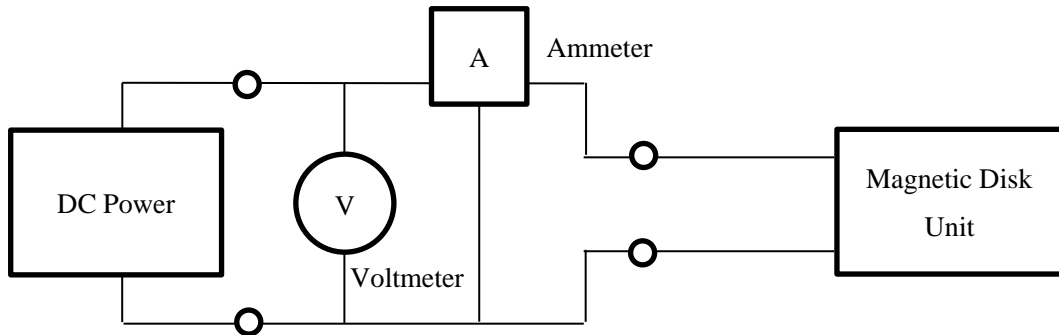 A
Ammeter
DC Power
V
Magnetic Disk
Unit
Voltmeter